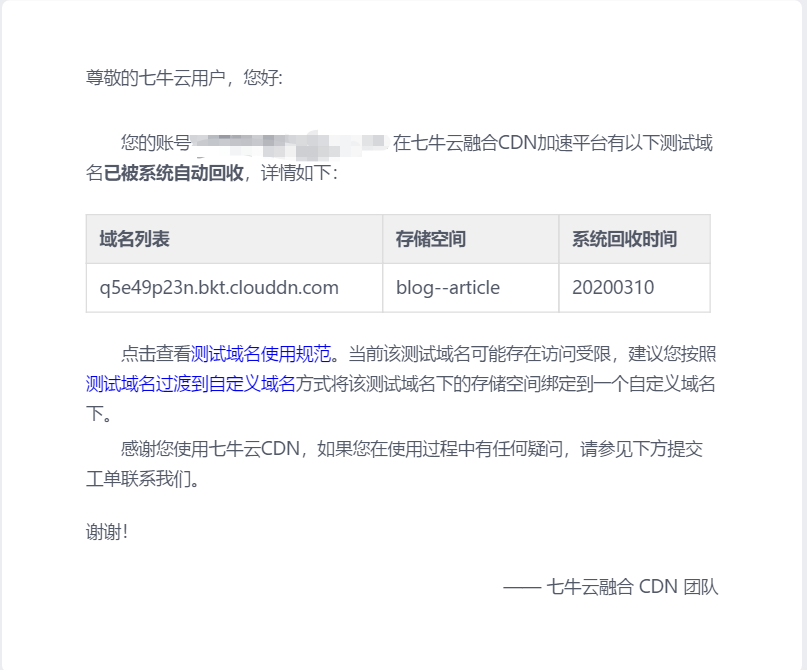 尊敬的七牛云用户，您好:
您的账号 在七牛云融合CDN加速平台有以下测试域
名已被系统自动回收，详情如下：
域名列表 存储空间 系统回收时间
q5e49p23n.bkt.clouddn.com blog--article 20200310
点击查看测试域名使用规范。当前该测试域名可能存在访问受限，建议您按照
测试域名过渡到自定义域名方式将该测试域名下的存储空间绑定到一个自定义域名
下。
感谢您使用七牛云CDN，如果您在使用过程中有任何疑问，请参见下方提交
工单联系我们。
谢谢！
—— 七牛云融合 CDN 团队